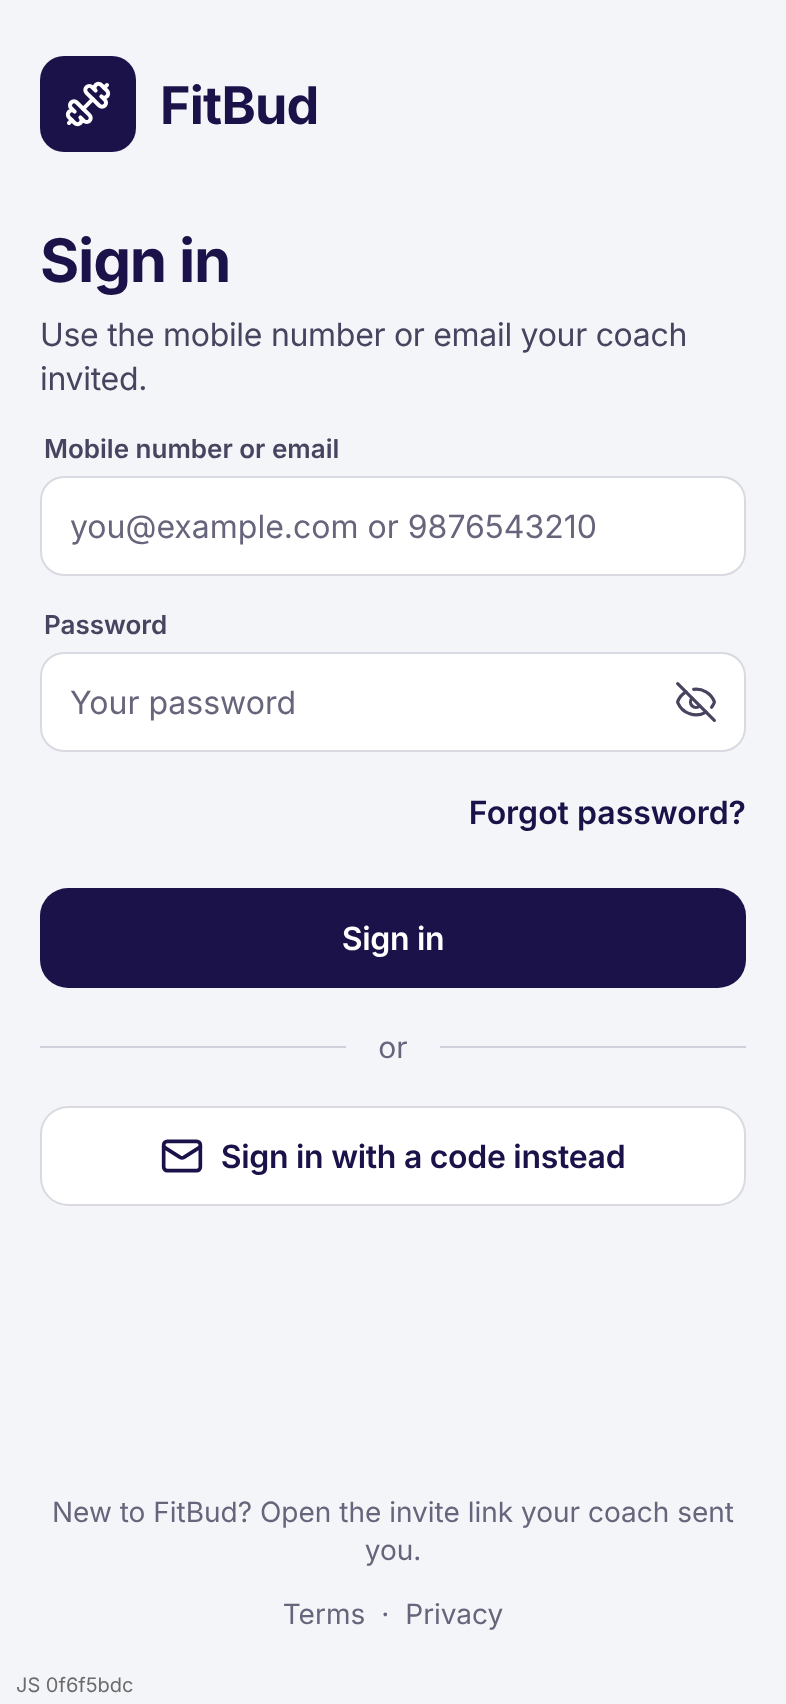 FitBud
Sign in
Use the mobile number or email your coach
invited.
Mobile number or email
you@example.com or 9876543210
Password
Your password
Forgot password?
Sign in
or
Sign in with a code instead
New to FitBud? Open the invite link your coach sent
you.
Terms · Privacy
JS 0f6f5bdc